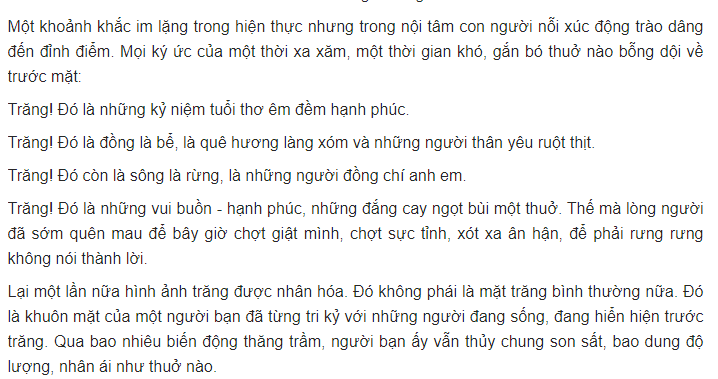 Một khoảnh khắc im lặng trong hiện thực nhưng trong nội tâm con người nỗi xúc động trào dâng
đến đỉnh điểm. Mọi ký ức của một thời xa xăm, một thời gian khó, gắn bó thuở nào bỗng dội về
trước mặt:
Trăng! Đó là những kỷ niệm tuổi thơ êm đềm hạnh phúc.
Trăng! Đó là đồng là bể, là quê hương làng xóm và những người thân yêu ruột thịt.
Trăng! Đó còn là sông là rừng, là những người đồng chí anh em.
Trăng! Đó là những vui buồn - hạnh phúc, những đắng cay ngọt bùi một thuở. Thế mà lòng người
đã sớm quên mau để bây giờ chợt giật mình, chợt sực tỉnh, xót xa ân hận, để phải rưng rưng
không nói thành lời.
Lại một lần nữa hình ảnh trăng được nhân hóa. Đó không phải là mặt trăng bình thường nữa. Đó
là khuôn mặt của một người bạn đã từng tri kỷ với những người đang sống, đang hiển hiện trước
trăng. Qua bao nhiêu biến động thăng trầm, người bạn ấy vẫn thủy chung son sắt, bao dung độ
lượng, nhân ái như thuở nào.